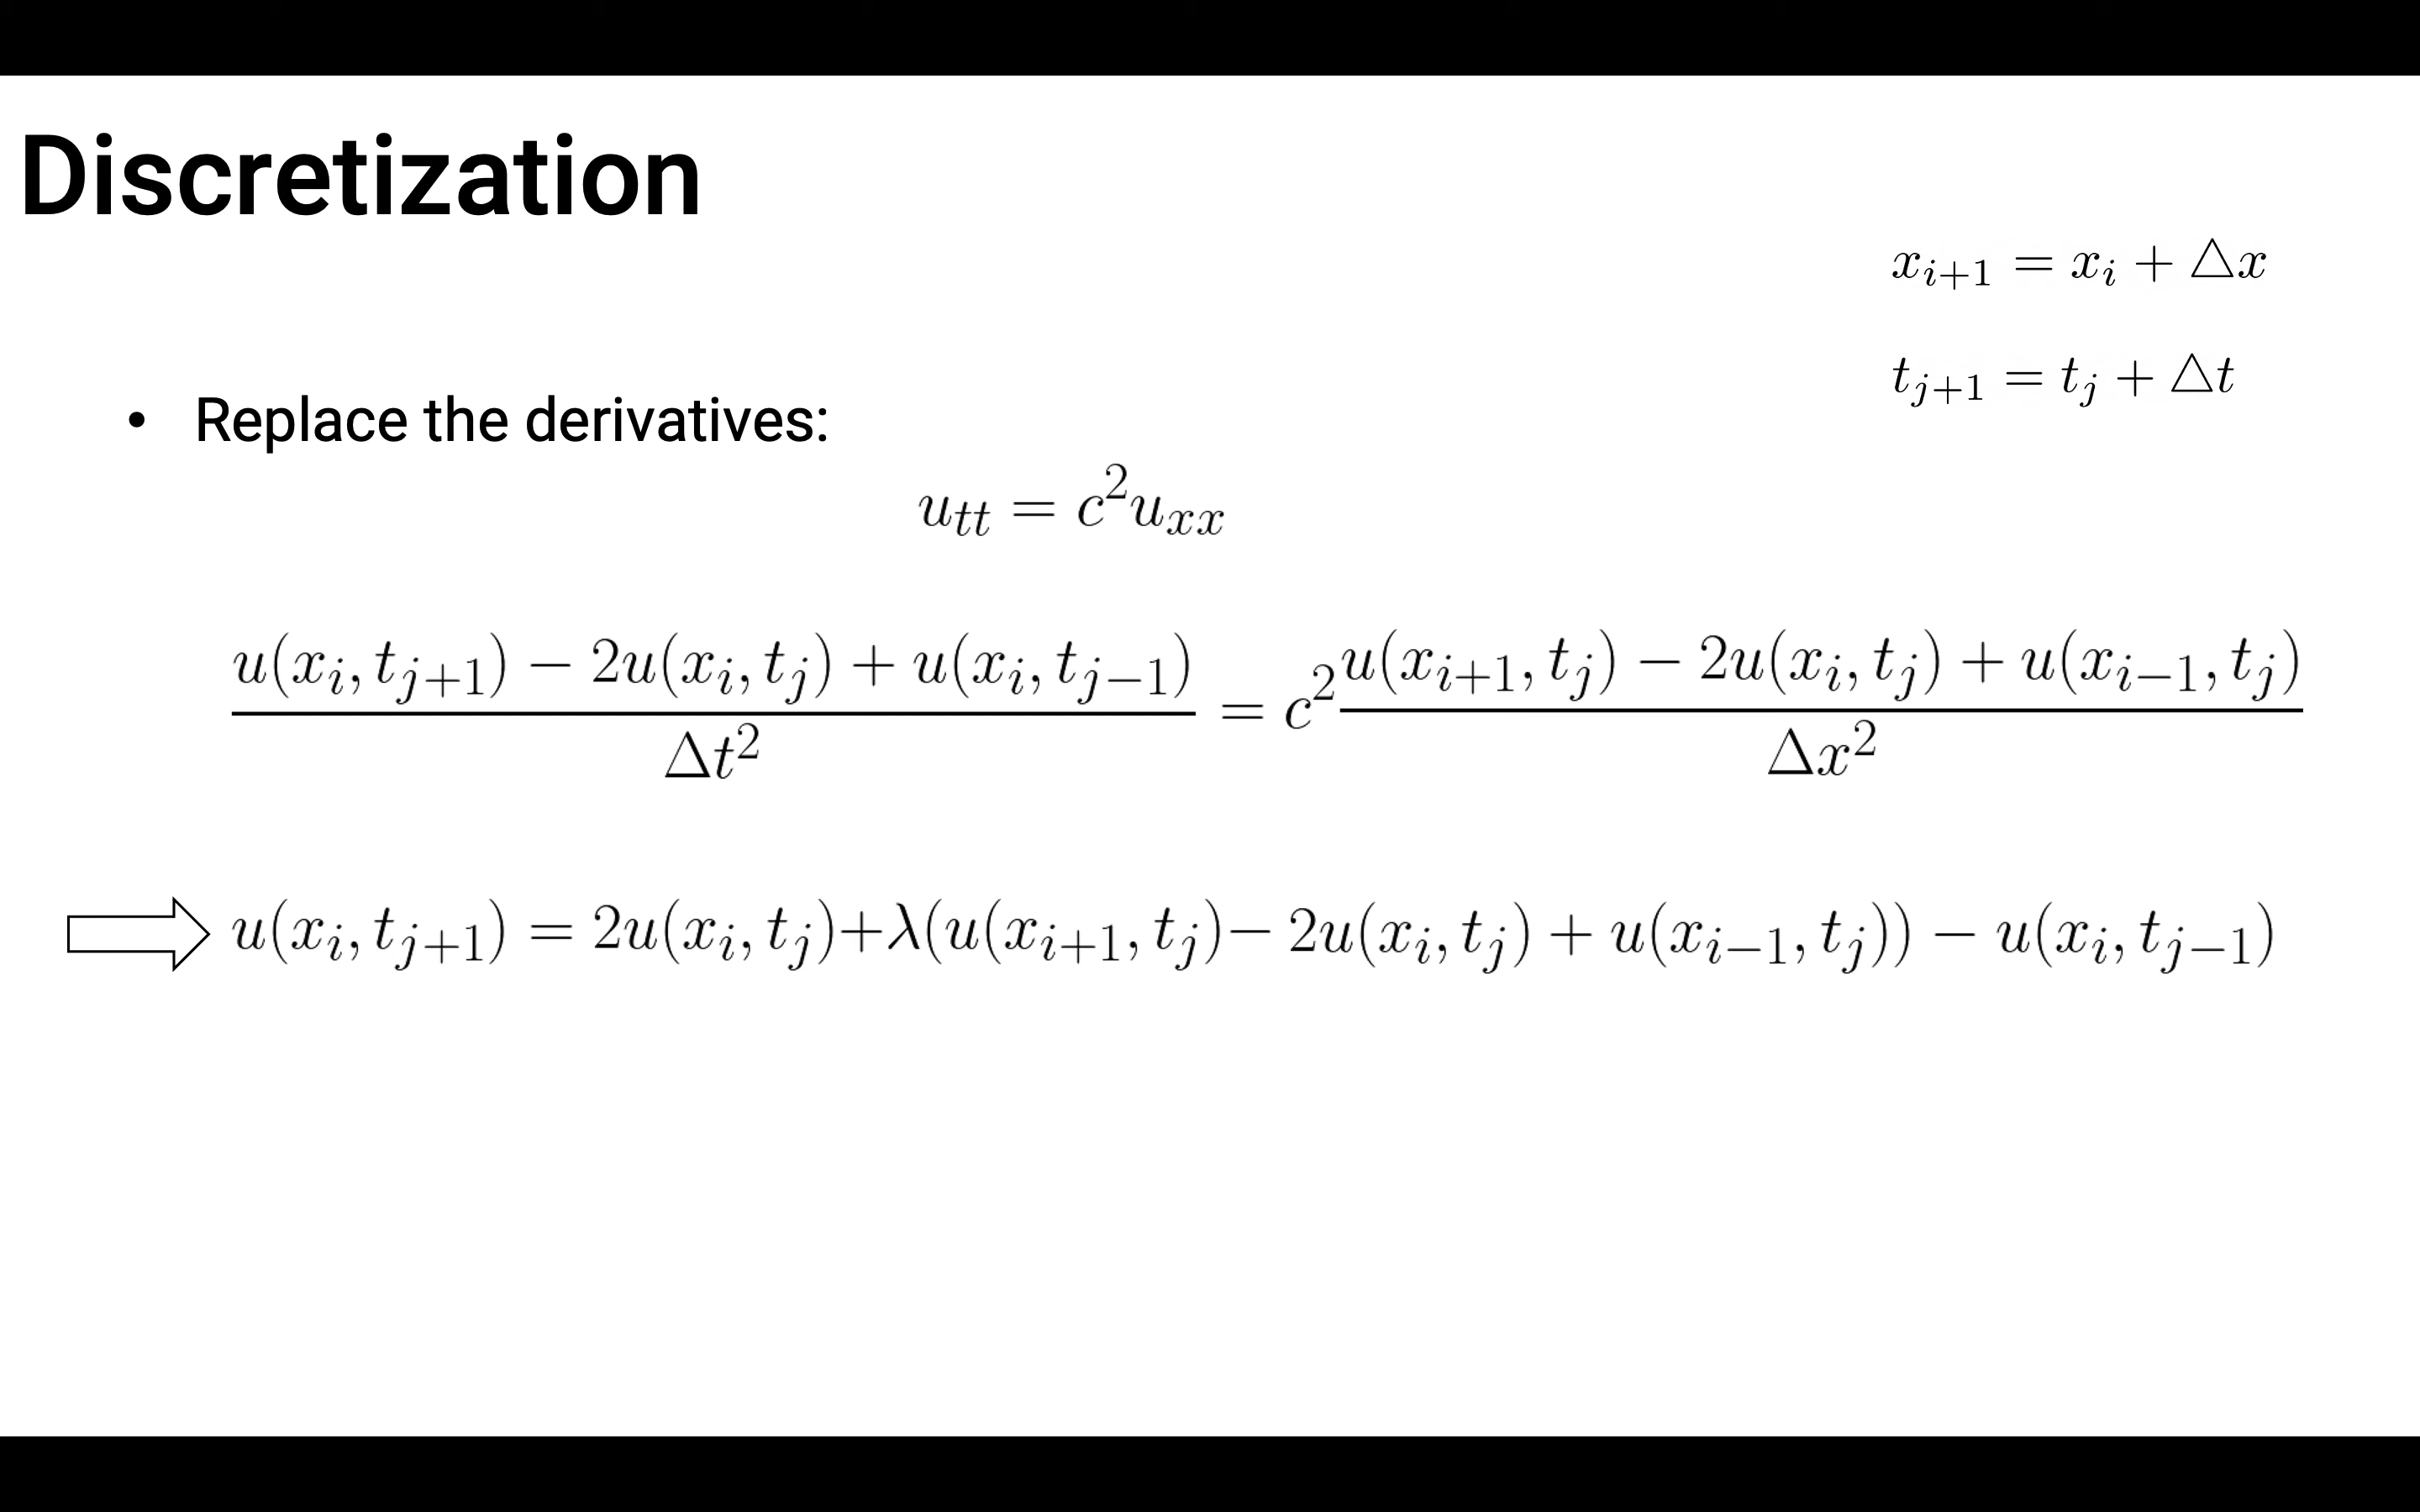 Discretization
x_{i+1} = x_i + △x
t_{j+1} = t_j + △t
• Replace the derivatives:
u_{tt} = c^2 u_{xx}
\frac{u(x_i, t_{j+1}) − 2u(x_i, t_j) + u(x_i, t_{j−1})}{Δt^2} = c^2 \frac{u(x_{i+1}, t_j) − 2u(x_i, t_j) + u(x_{i−1}, t_j)}{Δx^2}
⇨ u(x_i, t_{j+1}) = 2u(x_i, t_j)+λ(u(x_{i+1}, t_j)− 2u(x_i, t_j) + u(x_{i−1}, t_j)) − u(x_i, t_{j−1})